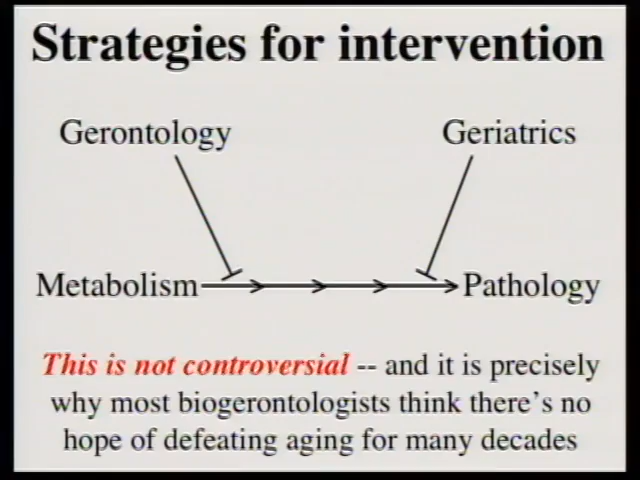 Strategies for intervention
Gerontology Geriatrics
Metabolism Pathology
This is not controversial -- and it is precisely
why most biogerontologists think there's no
hope of defeating aging for many decades